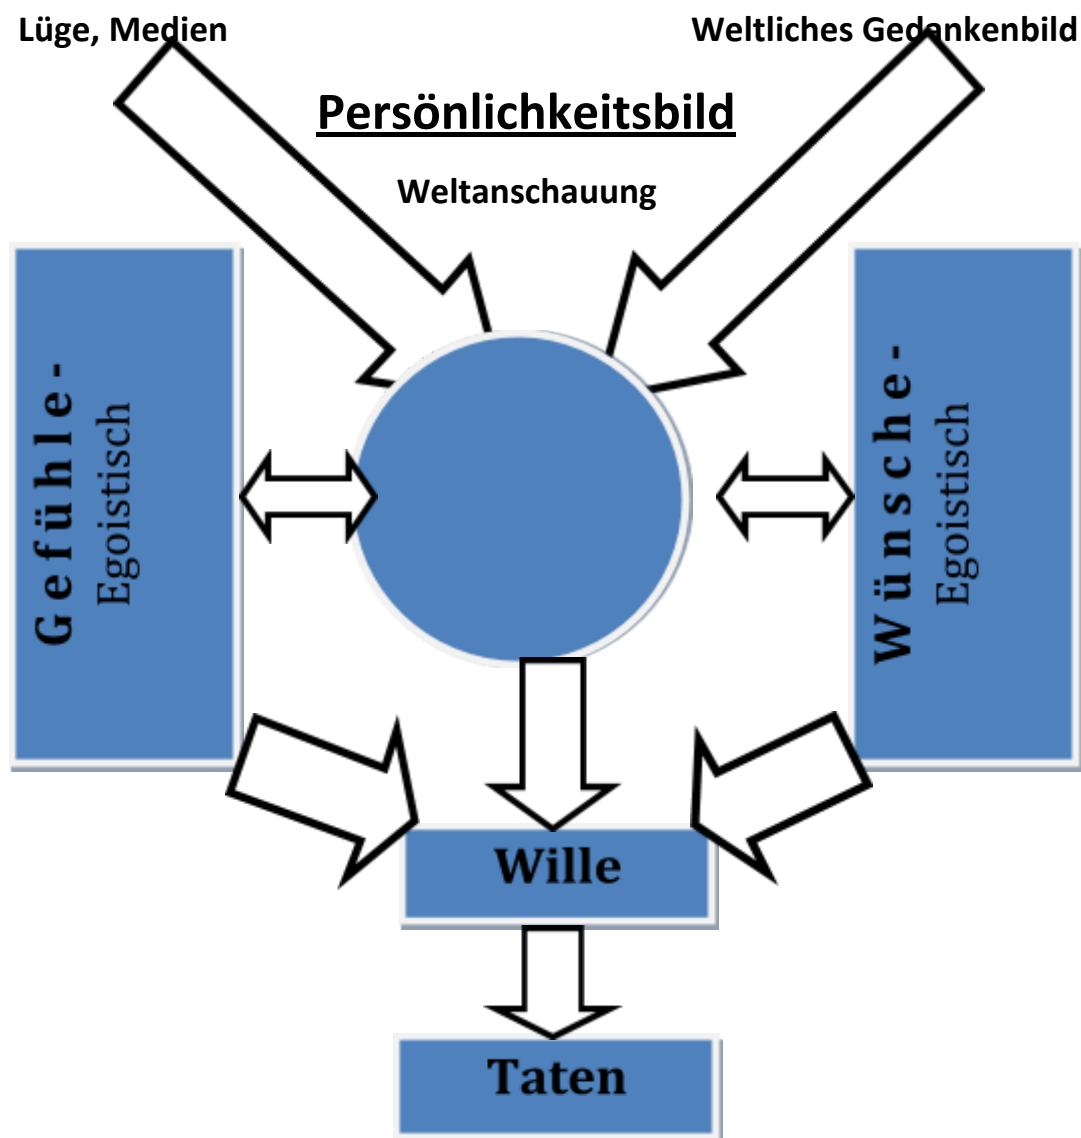 Lüge, Medien
Weltliches Gedankenbild
Persönlichkeitsbild
Weltanschauung
Gefühle-
Egoistisch
Wünsche-
Egoistisch
Wille
Taten